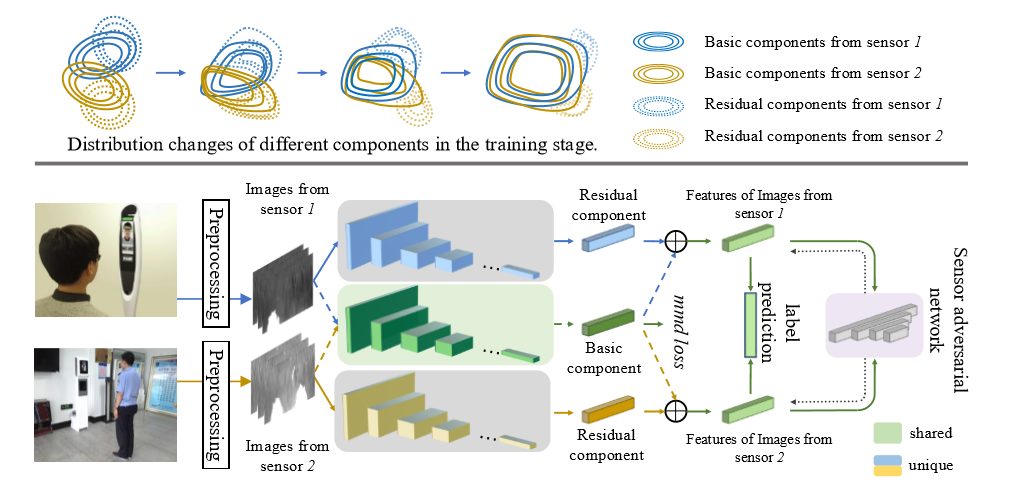 Basic components from sensor 1
Basic components from sensor 2
Residual components from sensor 1
Residual components from sensor 2
Distribution changes of different components in the training stage.
Images from
sensor 1
Preprocessing
Residual
component
Features of Images from
sensor 1
Basic
component
mmd loss
label
prediction
Sensor adversarial
network
Preprocessing
Images from
sensor 2
Residual
component
Features of Images from
sensor 2
shared
unique